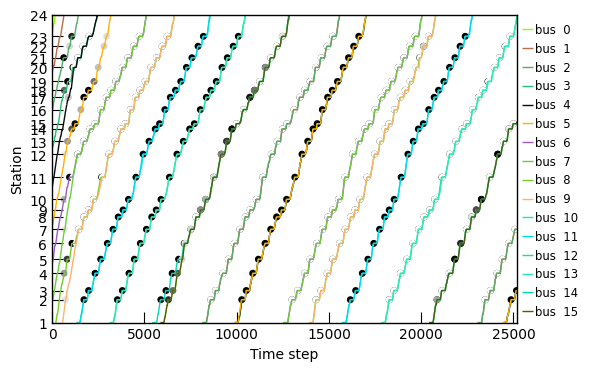 24
23
22
21
20
19
18
17
16
15
14
13
12
11
10
9
8
7
6
5
4
3
2
1
Station
0 5000 10000 15000 20000 25000
Time step
bus 0
bus 1
bus 2
bus 3
bus 4
bus 5
bus 6
bus 7
bus 8
bus 9
bus 10
bus 11
bus 12
bus 13
bus 14
bus 15